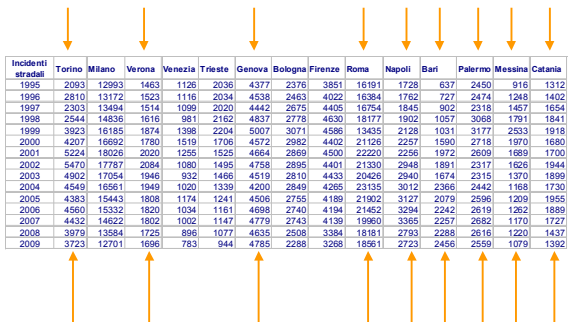 Incidenti stradali Torino Milano Verona Venezia Trieste Genova Bologna Firenze Roma Napoli Bari Palermo Messina Catania
1995 2093 12993 1463 1126 2036 4377 2376 3851 16191 1728 637 2450 916 1312
1996 2810 13172 1523 1116 2034 4538 2463 4022 16384 1762 727 2474 1248 1402
1997 2303 13494 1514 1099 2020 4442 2675 4405 16754 1845 902 2318 1457 1654
1998 2544 14836 1616 981 2162 4837 2778 4630 18177 1902 1057 3068 1791 1841
1999 3923 16185 1874 1398 2204 5007 3071 4586 13435 2128 1031 3177 2533 1918
2000 4207 16692 1780 1519 1706 4572 2982 4402 21126 2257 1590 2718 1970 1680
2001 5224 18026 2020 1255 1525 4664 2869 4500 22220 2256 1972 2609 1689 1700
2002 5470 17787 2084 1080 1495 4758 2895 4401 21330 2948 1891 2317 1626 1944
2003 4902 17054 1946 932 1466 4519 2810 4433 20426 2940 1674 2315 1370 1899
2004 4549 16561 1949 1020 1339 4200 2849 4265 23135 3012 2366 2442 1168 1730
2005 4383 15443 1808 1174 1241 4506 2755 4189 21902 3127 2079 2596 1209 1955
2006 4560 15332 1820 1034 1161 4698 2740 4194 21452 3294 2242 2619 1262 1889
2007 4432 14622 1802 1002 1147 4779 2743 4139 19960 3365 2257 2682 1170 1727
2008 3979 13584 1725 896 1077 4635 2508 3384 18181 2793 2288 2616 1220 1437
2009 3723 12701 1696 783 944 4785 2288 3268 18561 2723 2456 2559 1079 1392